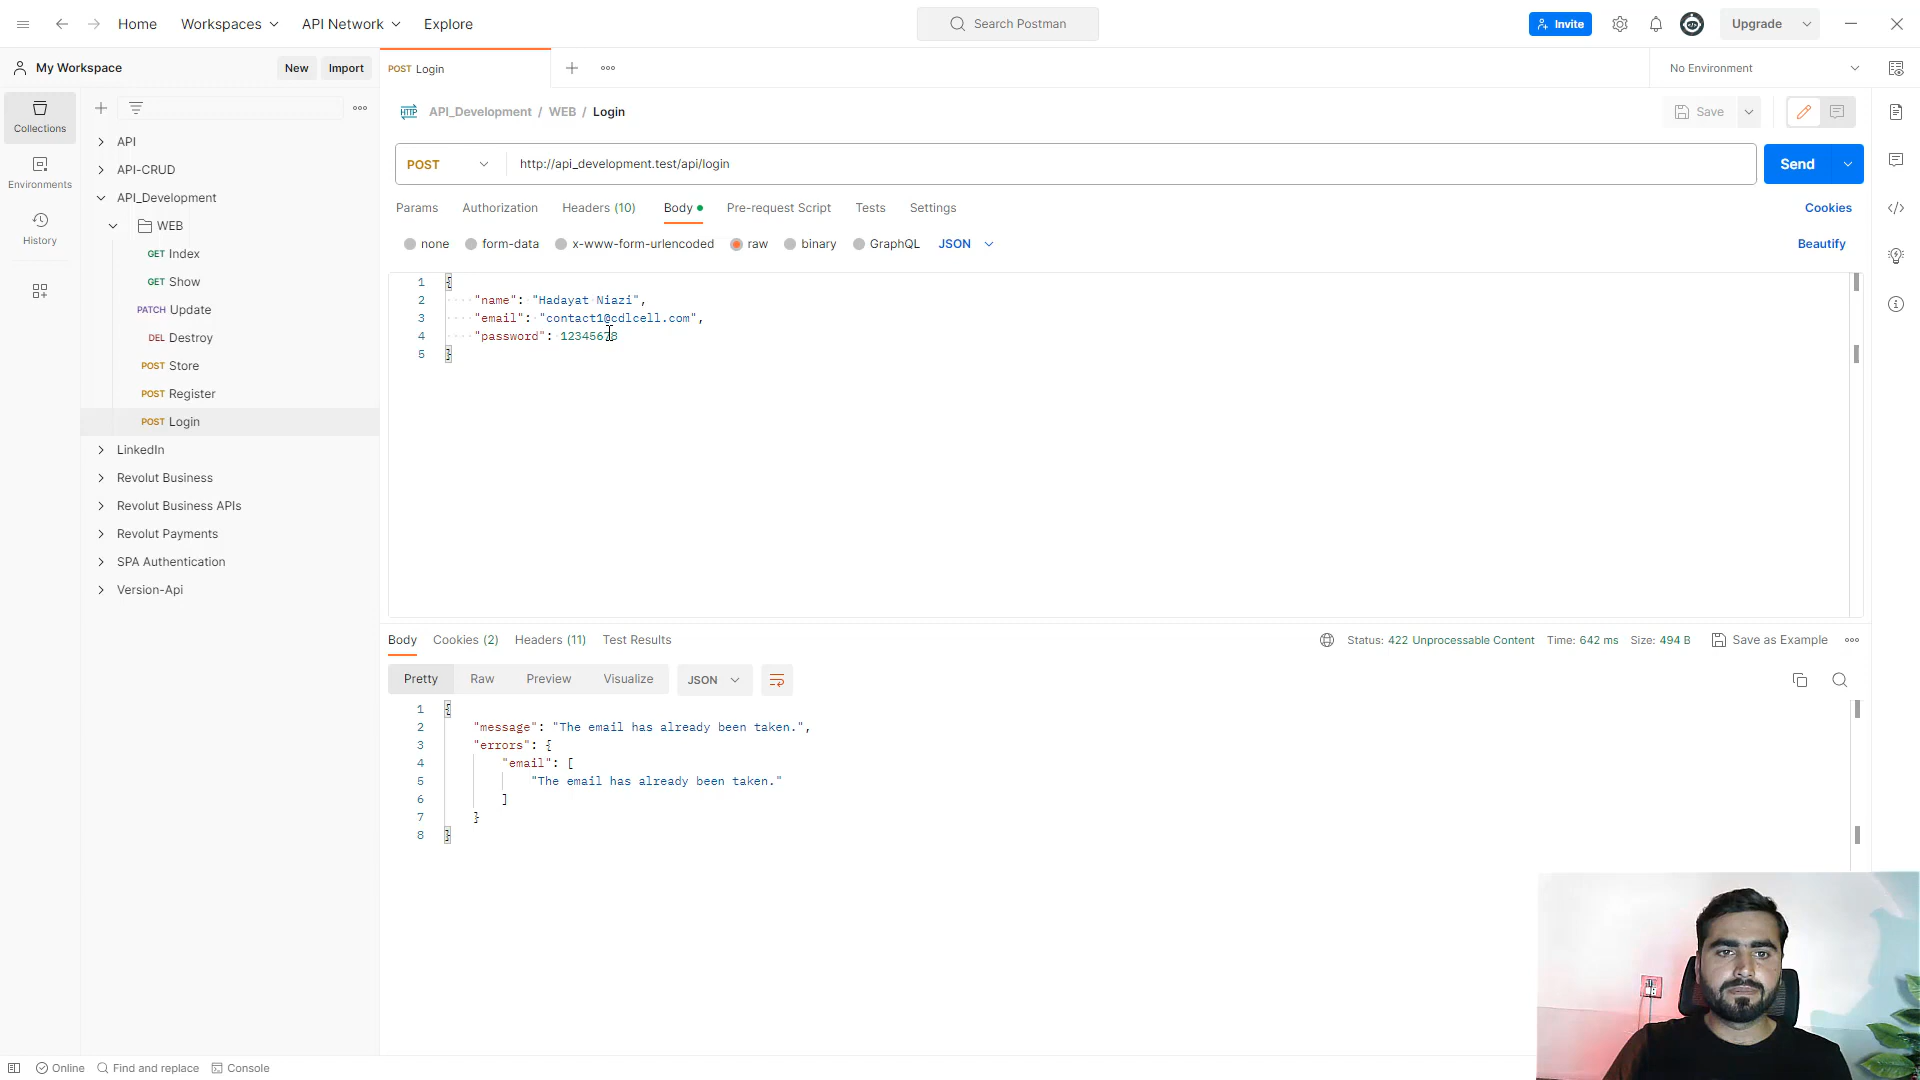 Home Workspaces API Network Explore Search Postman Invite Upgrade
My Workspace New Import POST Login No Environment
Collections
Environments
History
API
API-CRUD
API_Development
WEB
GET Index
GET Show
PATCH Update
DEL Destroy
POST Store
POST Register
POST Login
LinkedIn
Revolut Business
Revolut Business APIs
Revolut Payments
SPA Authentication
Version-Api
HTTP API_Development / WEB / Login Save
POST http://api_development.test/api/login Send
Params Authorization Headers (10) Body Pre-request Script Tests Settings Cookies
none form-data x-www-form-urlencoded raw binary GraphQL JSON Beautify
1 {
2 "name": "Hadayat Niazi",
3 "email": "contact1@cdlcell.com",
4 "password": 12345678
5 }
Body Cookies (2) Headers (11) Test Results Status: 422 Unprocessable Content Time: 642 ms Size: 494 B Save as Example
Pretty Raw Preview Visualize JSON
1 {
2 "message": "The email has already been taken.",
3 "errors": {
4 "email": [
5 "The email has already been taken."
6 ]
7 }
8 }
Online Find and replace Console